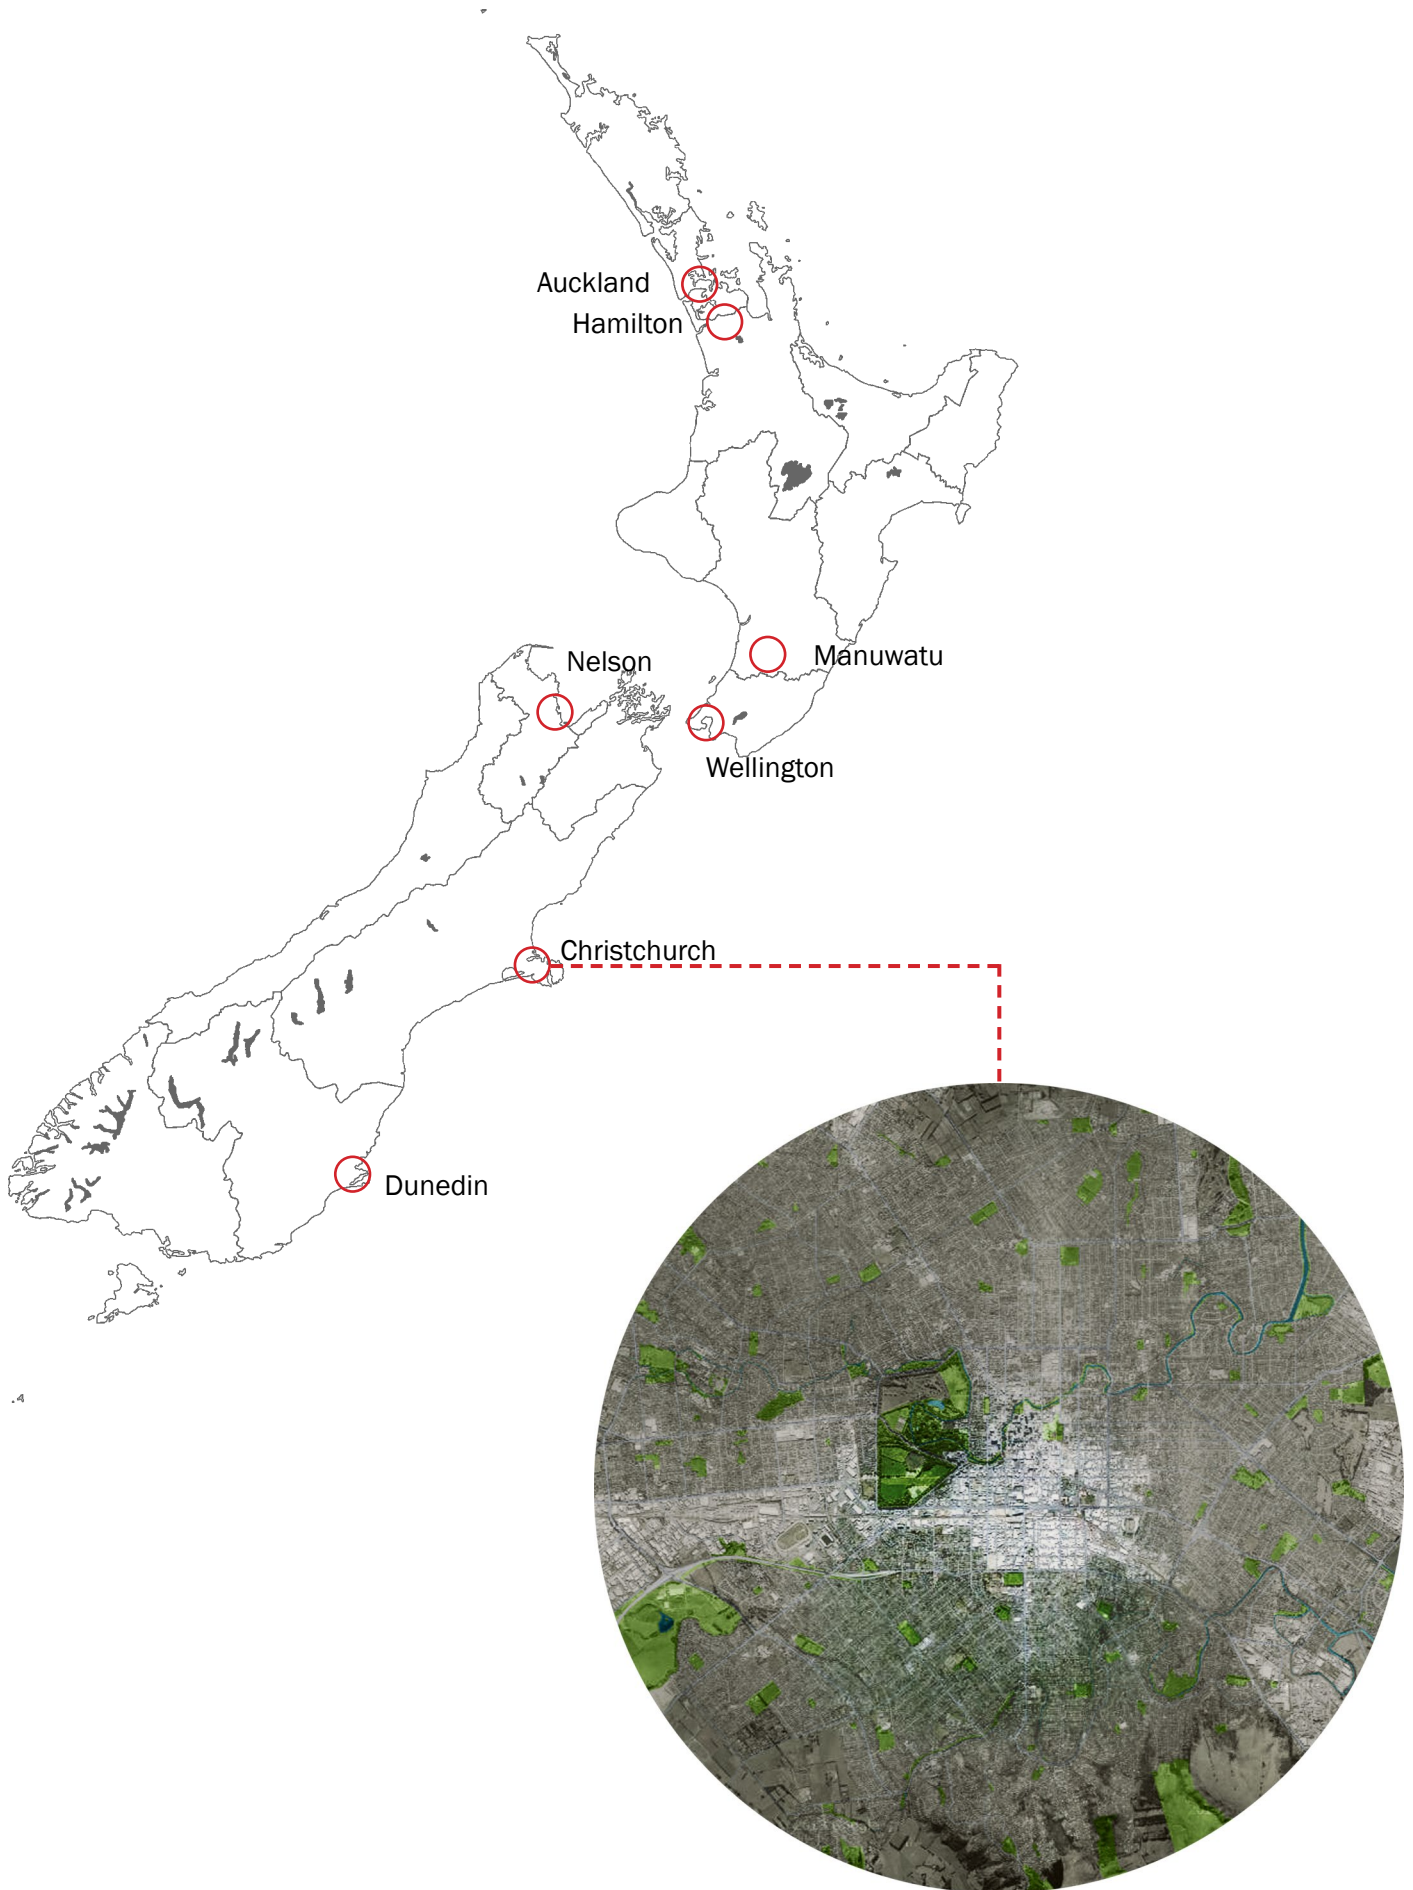 Auckland
Hamilton
Manuwatu
Nelson
Wellington
Christchurch
Dunedin